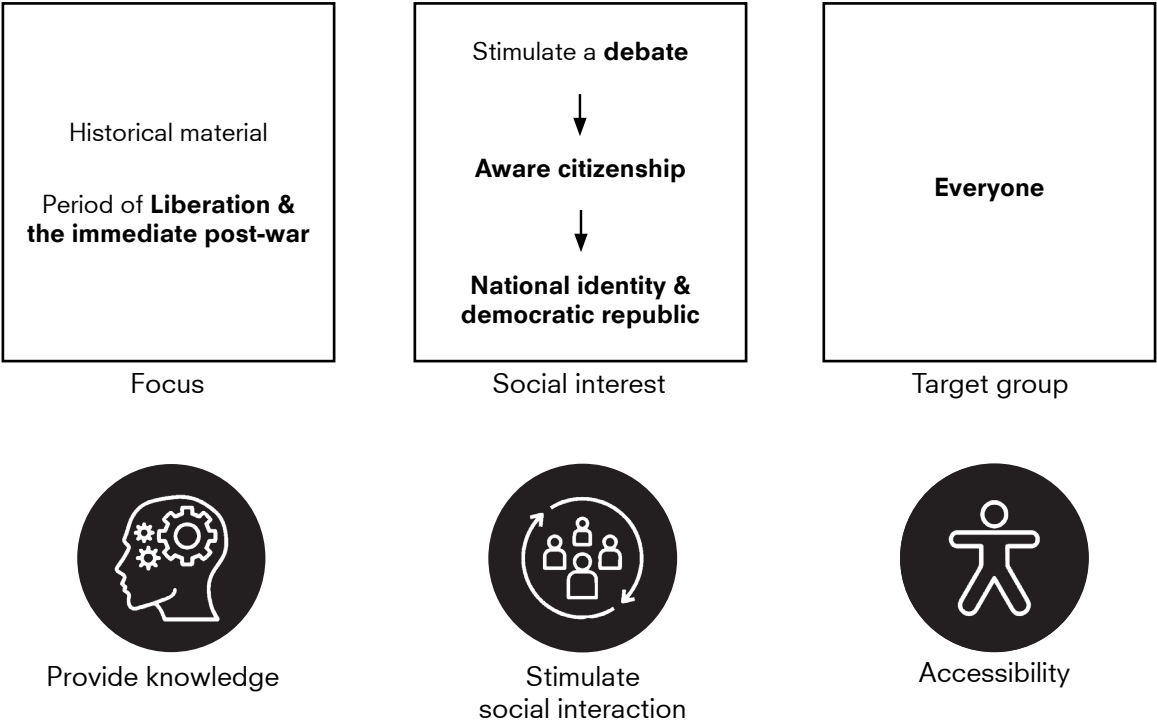 Historical material
Period of Liberation &
the immediate post-war
Focus
Stimulate a debate
Aware citizenship
National identity &
democratic republic
Social interest
Everyone
Target group
Provide knowledge
Stimulate
social interaction
Accessibility